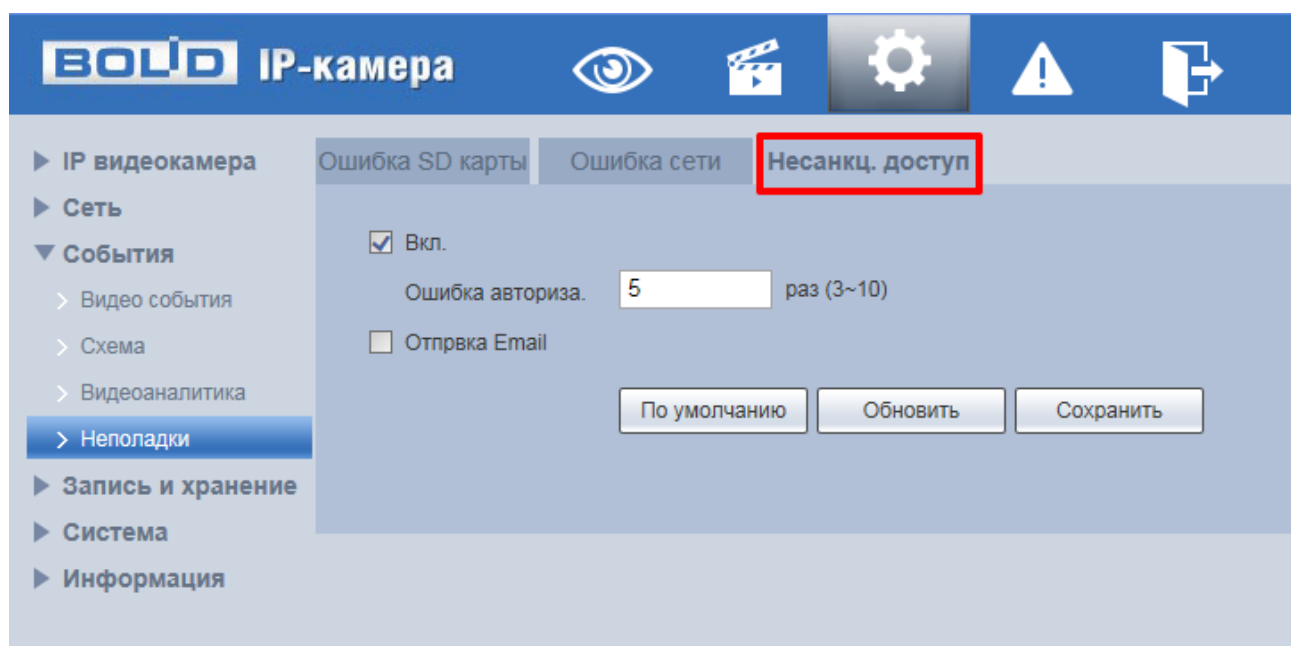 BOLID IP-камера
IP видеокамера
Сеть
События
Видео события
Схема
Видеоаналитика
Неполадки
Запись и хранение
Система
Информация
Ошибка SD карты Ошибка сети Несанкц. доступ
Вкл.
Ошибка авториза. 5 раз (3~10)
Отпрвка Email
По умолчанию Обновить Сохранить